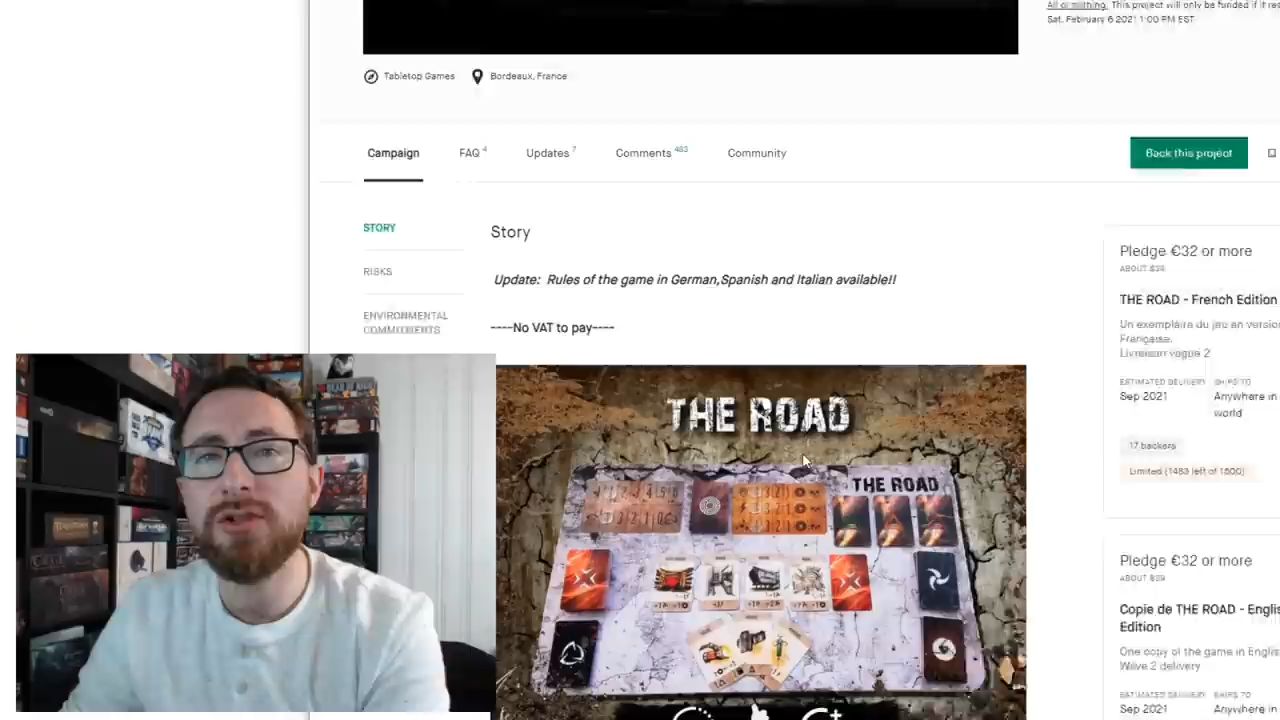 All or nothing. This project will only be funded if it
Sat, February 6 2021 1:00 PM EST
Tabletop Games
Bordeaux, France
Campaign
FAQ 4
Updates 7
Comments 483
Community
Back this project
STORY
RISKS
ENVIRONMENTAL
COMMITMENTS
Story
Update: Rules of the game in German,Spanish and Italian available!!
----No VAT to pay----
THE ROAD
THE ROAD
Pledge €32 or more
THE ROAD - French Edition
Un exemplaire du jeu en version
Française.
Livraison vague 2
ESTIMATED DELIVERY
SHIPS TO
Sep 2021
Anywhere in
world
17 backers
Limited (1483 left of 1500)
Pledge €32 or more
ABOUT $39
Copie de THE ROAD - English
Edition
One copy of the game in English
Wave 2 delivery
ESTIMATED DELIVERY
SHIPS TO
Sep 2021
Anywhere in